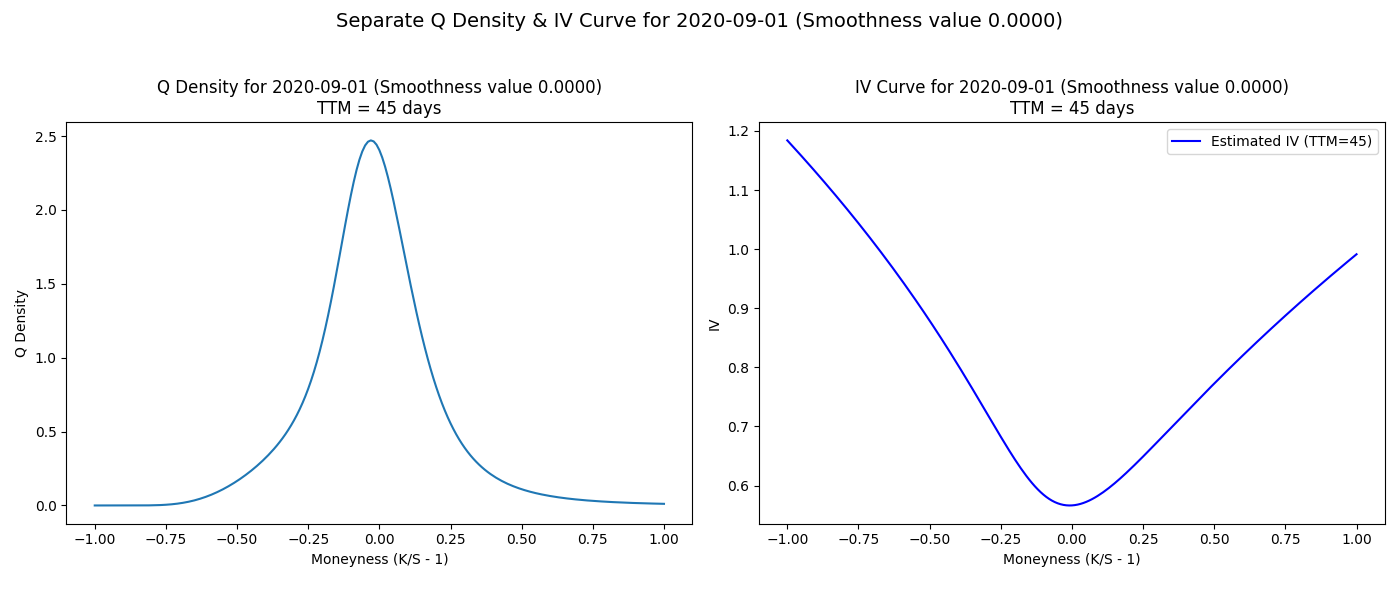 Separate Q Density & IV Curve for 2020-09-01 (Smoothness value 0.0000)
Q Density for 2020-09-01 (Smoothness value 0.0000)
TTM = 45 days
2.5
2.0
1.5
1.0
0.5
0.0
Q Density
−1.00 −0.75 −0.50 −0.25 0.00 0.25 0.50 0.75 1.00
Moneyness (K/S - 1)
IV Curve for 2020-09-01 (Smoothness value 0.0000)
TTM = 45 days
Estimated IV (TTM=45)
1.2
1.1
1.0
0.9
0.8
0.7
0.6
IV
−1.00 −0.75 −0.50 −0.25 0.00 0.25 0.50 0.75 1.00
Moneyness (K/S - 1)